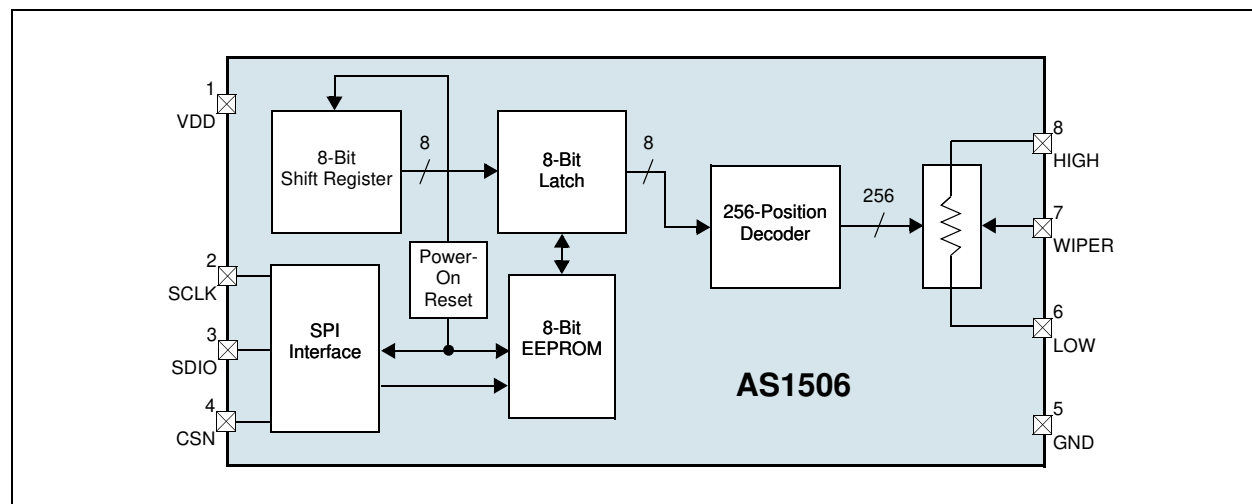 1
VDD
8-Bit
Shift Register
8
8-Bit
Latch
8
256-Position
Decoder
256
8
HIGH
7
WIPER
6
LOW
5
GND
2
SCLK
3
SDIO
4
CSN
SPI
Interface
Power-
On
Reset
8-Bit
EEPROM
AS1506